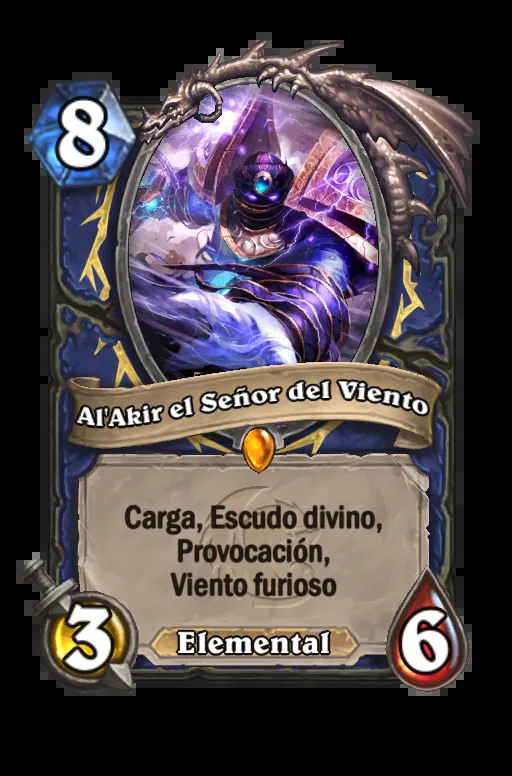 8
Al'Akir el Señor del Viento
Carga, Escudo divino,
Provocación,
Viento furioso
3
Elemental
6